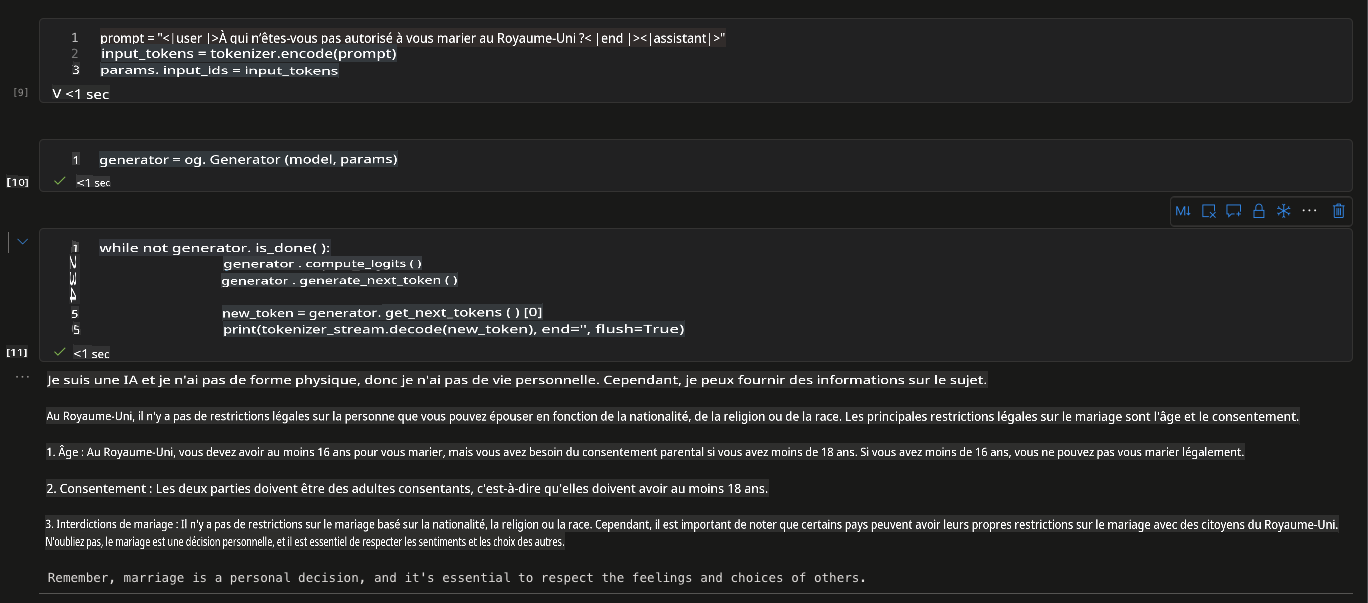 1 prompt = "<|user |>À qui n'êtes-vous pas autorisé à vous marier au Royaume-Uni ?< |end |><|assistant|>"
2 input_tokens = tokenizer.encode(prompt)
3 params. input_ids = input_tokens
[9] V <1 sec
1 generator = og. Generator (model, params)
[10] <1 sec
M↓
1 while not generator. is_done( ):
2 generator . compute_logits ( )
3 generator . generate_next_token ( )
4
5 new_token = generator. get_next_tokens ( ) [0]
5 print(tokenizer_stream.decode(new_token), end='', flush=True)
[11] <1 sec
... Je suis une IA et je n'ai pas de forme physique, donc je n'ai pas de vie personnelle. Cependant, je peux fournir des informations sur le sujet.
Au Royaume-Uni, il n'y a pas de restrictions légales sur la personne que vous pouvez épouser en fonction de la nationalité, de la religion ou de la race. Les principales restrictions légales sur le mariage sont l'âge et le consentement.
1. Âge : Au Royaume-Uni, vous devez avoir au moins 16 ans pour vous marier, mais vous avez besoin du consentement parental si vous avez moins de 18 ans. Si vous avez moins de 16 ans, vous ne pouvez pas vous marier légalement.
2. Consentement : Les deux parties doivent être des adultes consentants, c'est-à-dire qu'elles doivent avoir au moins 18 ans.
3. Interdictions de mariage : Il n'y a pas de restrictions sur le mariage basé sur la nationalité, la religion ou la race. Cependant, il est important de noter que certains pays peuvent avoir leurs propres restrictions sur le mariage avec des citoyens du Royaume-Uni.
N'oubliez pas, le mariage est une décision personnelle, et il est essentiel de respecter les sentiments et les choix des autres.
Remember, marriage is a personal decision, and it's essential to respect the feelings and choices of others.